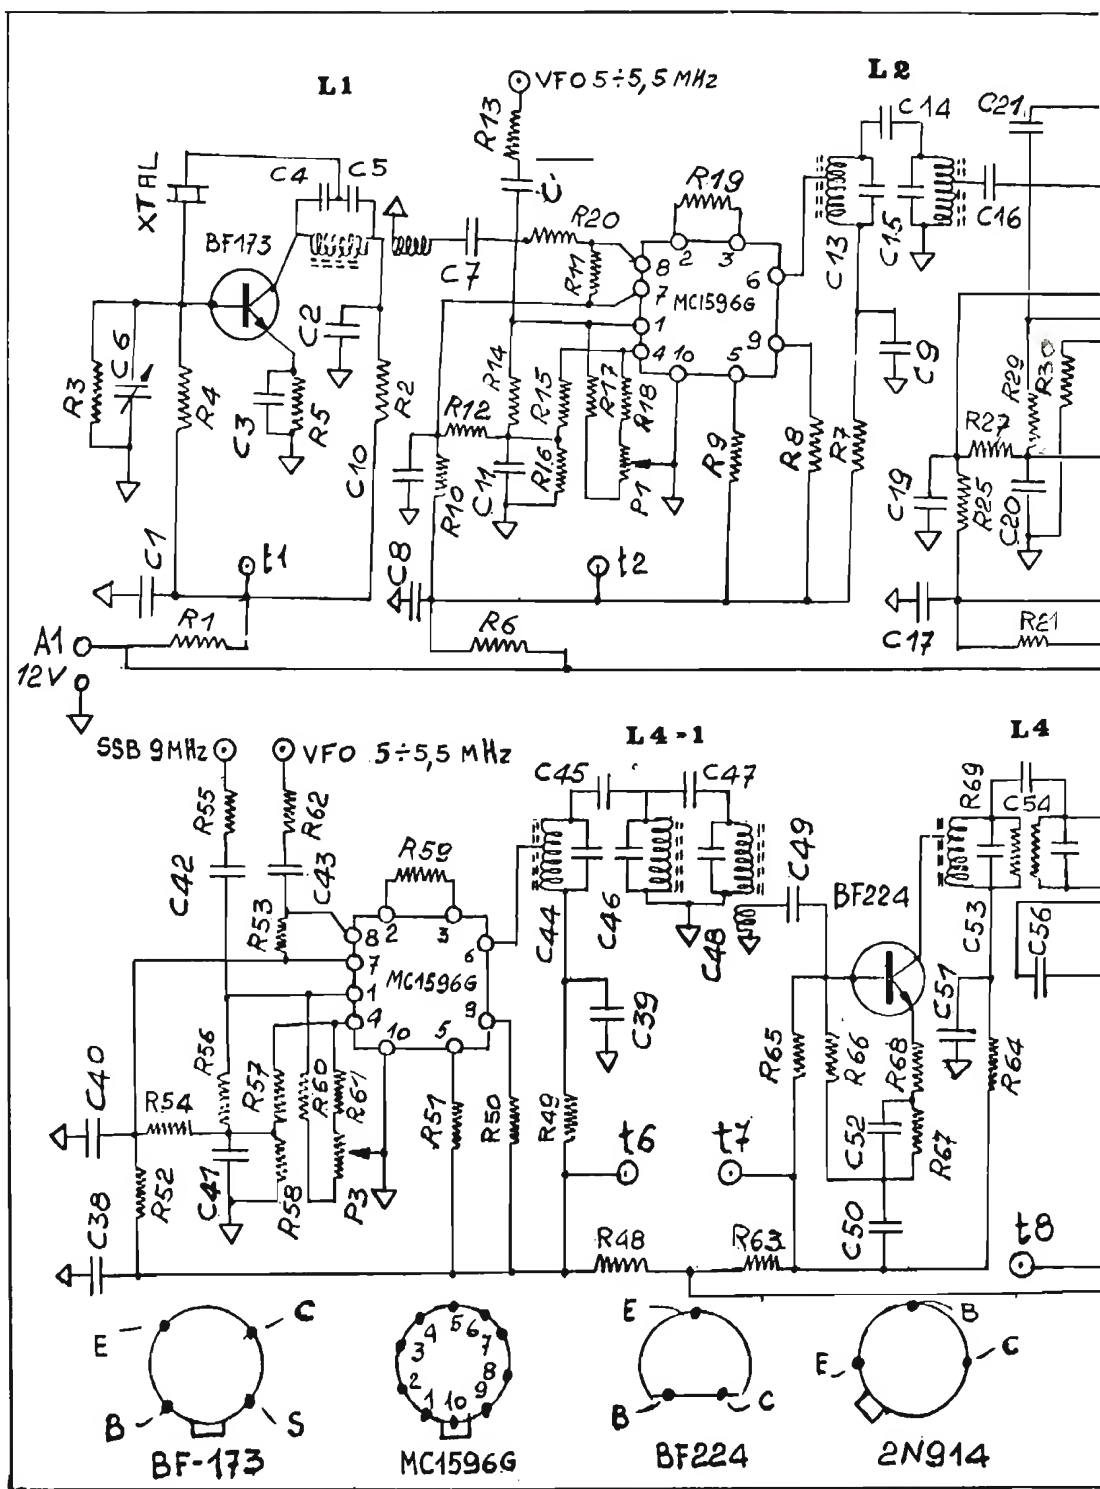 L1
VFO 5÷5,5 MHz
L2
XTAL
C4
C5
R13
R19
C14
C21
BF173
C7
R20
R11
8
2
3
6
7
MC1596G
1
9
4
10
5
C13
C15
C16
R3
C6
R4
C3
R5
C2
R2
C10
R14
R15
R17
R18
R12
R10
C11
R16
P1
R9
R8
R7
C9
R29
R30
R27
C19
R25
C20
C1
t1
C8
t2
R1
R6
C17
R21
A1
12V
SSB 9MHz
VFO 5÷5,5 MHz
L4-1
L4
R55
R62
C45
C47
R69
C54
C42
C43
R59
R53
8
2
3
6
7
MC1596G
1
9
4
10
5
C44
C46
C48
C49
BF224
C53
C56
C39
C51
R56
R57
R60
R61
R65
R66
R68
R64
C40
R54
R51
R50
R49
C52
R67
R52
C41
R58
P3
t6
t7
C38
R48
R63
C50
t8
E
C
B
S
BF-173
1
2
3
4
5
6
7
8
9
10
MC1596G
E
B
C
BF224
B
E
C
2N914